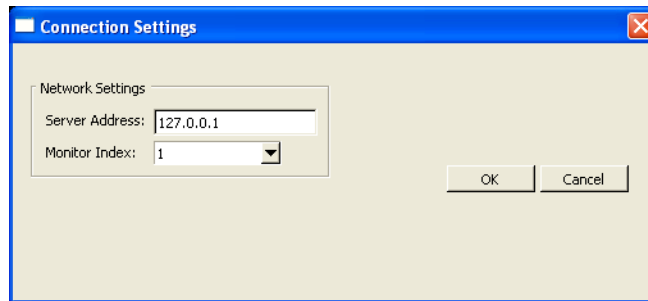 Connection Settings
Network Settings
Server Address: 127.0.0.1
Monitor Index: 1
OK Cancel